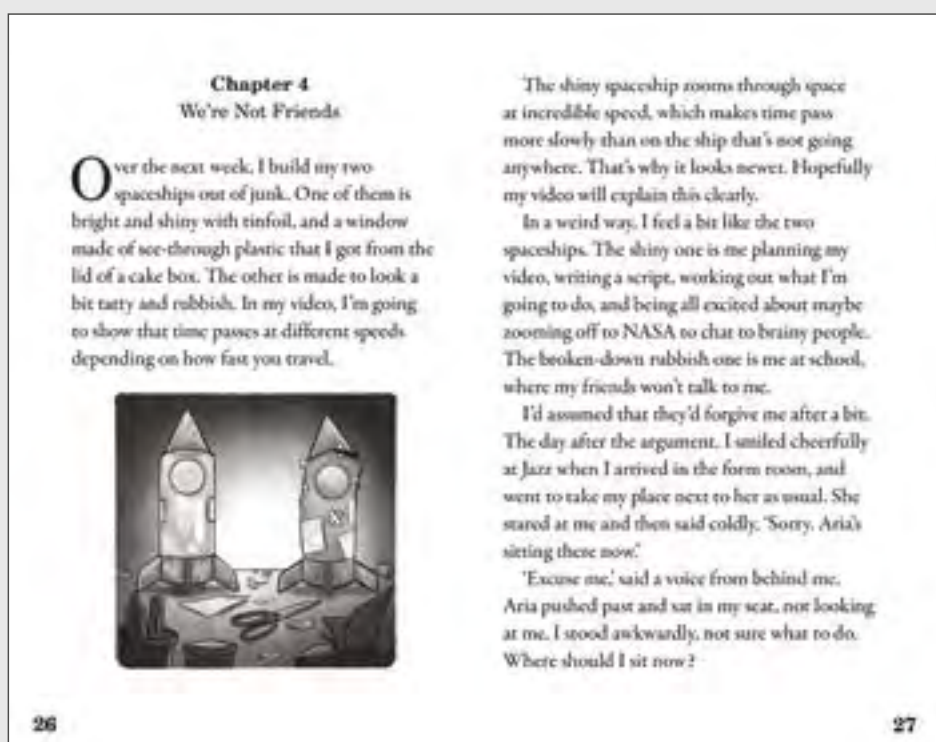 Chapter 4
We're Not Friends
Over the next week, I build my two
spaceships out of junk. One of them is
bright and shiny with tinfoil, and a window
made of see-through plastic that I got from the
lid of a cake box. The other is made to look a
bit tatty and rubbish. In my video, I'm going
to show that time passes at different speeds
depending on how fast you travel.
26
The shiny spaceship zooms through space
at incredible speed, which makes time pass
more slowly than on the ship that's not going
anywhere. That's why it looks newer. Hopefully
my video will explain this clearly.
In a weird way, I feel a bit like the two
spaceships. The shiny one is me planning my
video, writing a script, working out what I'm
going to do, and being all excited about maybe
zooming off to NASA to chat to brainy people.
The broken-down rubbish one is me at school,
where my friends won't talk to me.
I'd assumed that they'd forgive me after a bit.
The day after the argument, I smiled cheerfully
at Jazz when I arrived in the form room, and
went to take my place next to her as usual. She
stared at me and then said coldly, 'Sorry, Aria's
sitting there now.'
'Excuse me,' said a voice from behind me.
Aria pushed past and sat in my seat, not looking
at me. I stood awkwardly, not sure what to do.
Where should I sit now?
27